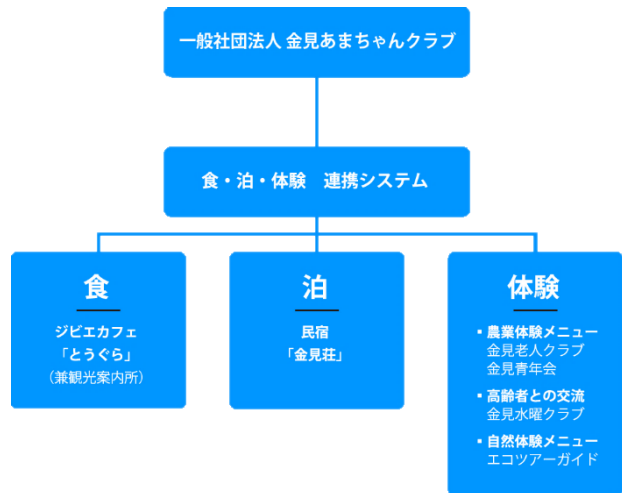 一般社団法人 金見あまちゃんクラブ
食・泊・体験　連携システム
食
ジビエカフェ
「とうぐら」
（兼観光案内所）
泊
民宿
「金見荘」
体験
▪ 農業体験メニュー
金見老人クラブ
金見青年会
▪ 高齢者との交流
金見水曜クラブ
▪ 自然体験メニュー
エコツアーガイド